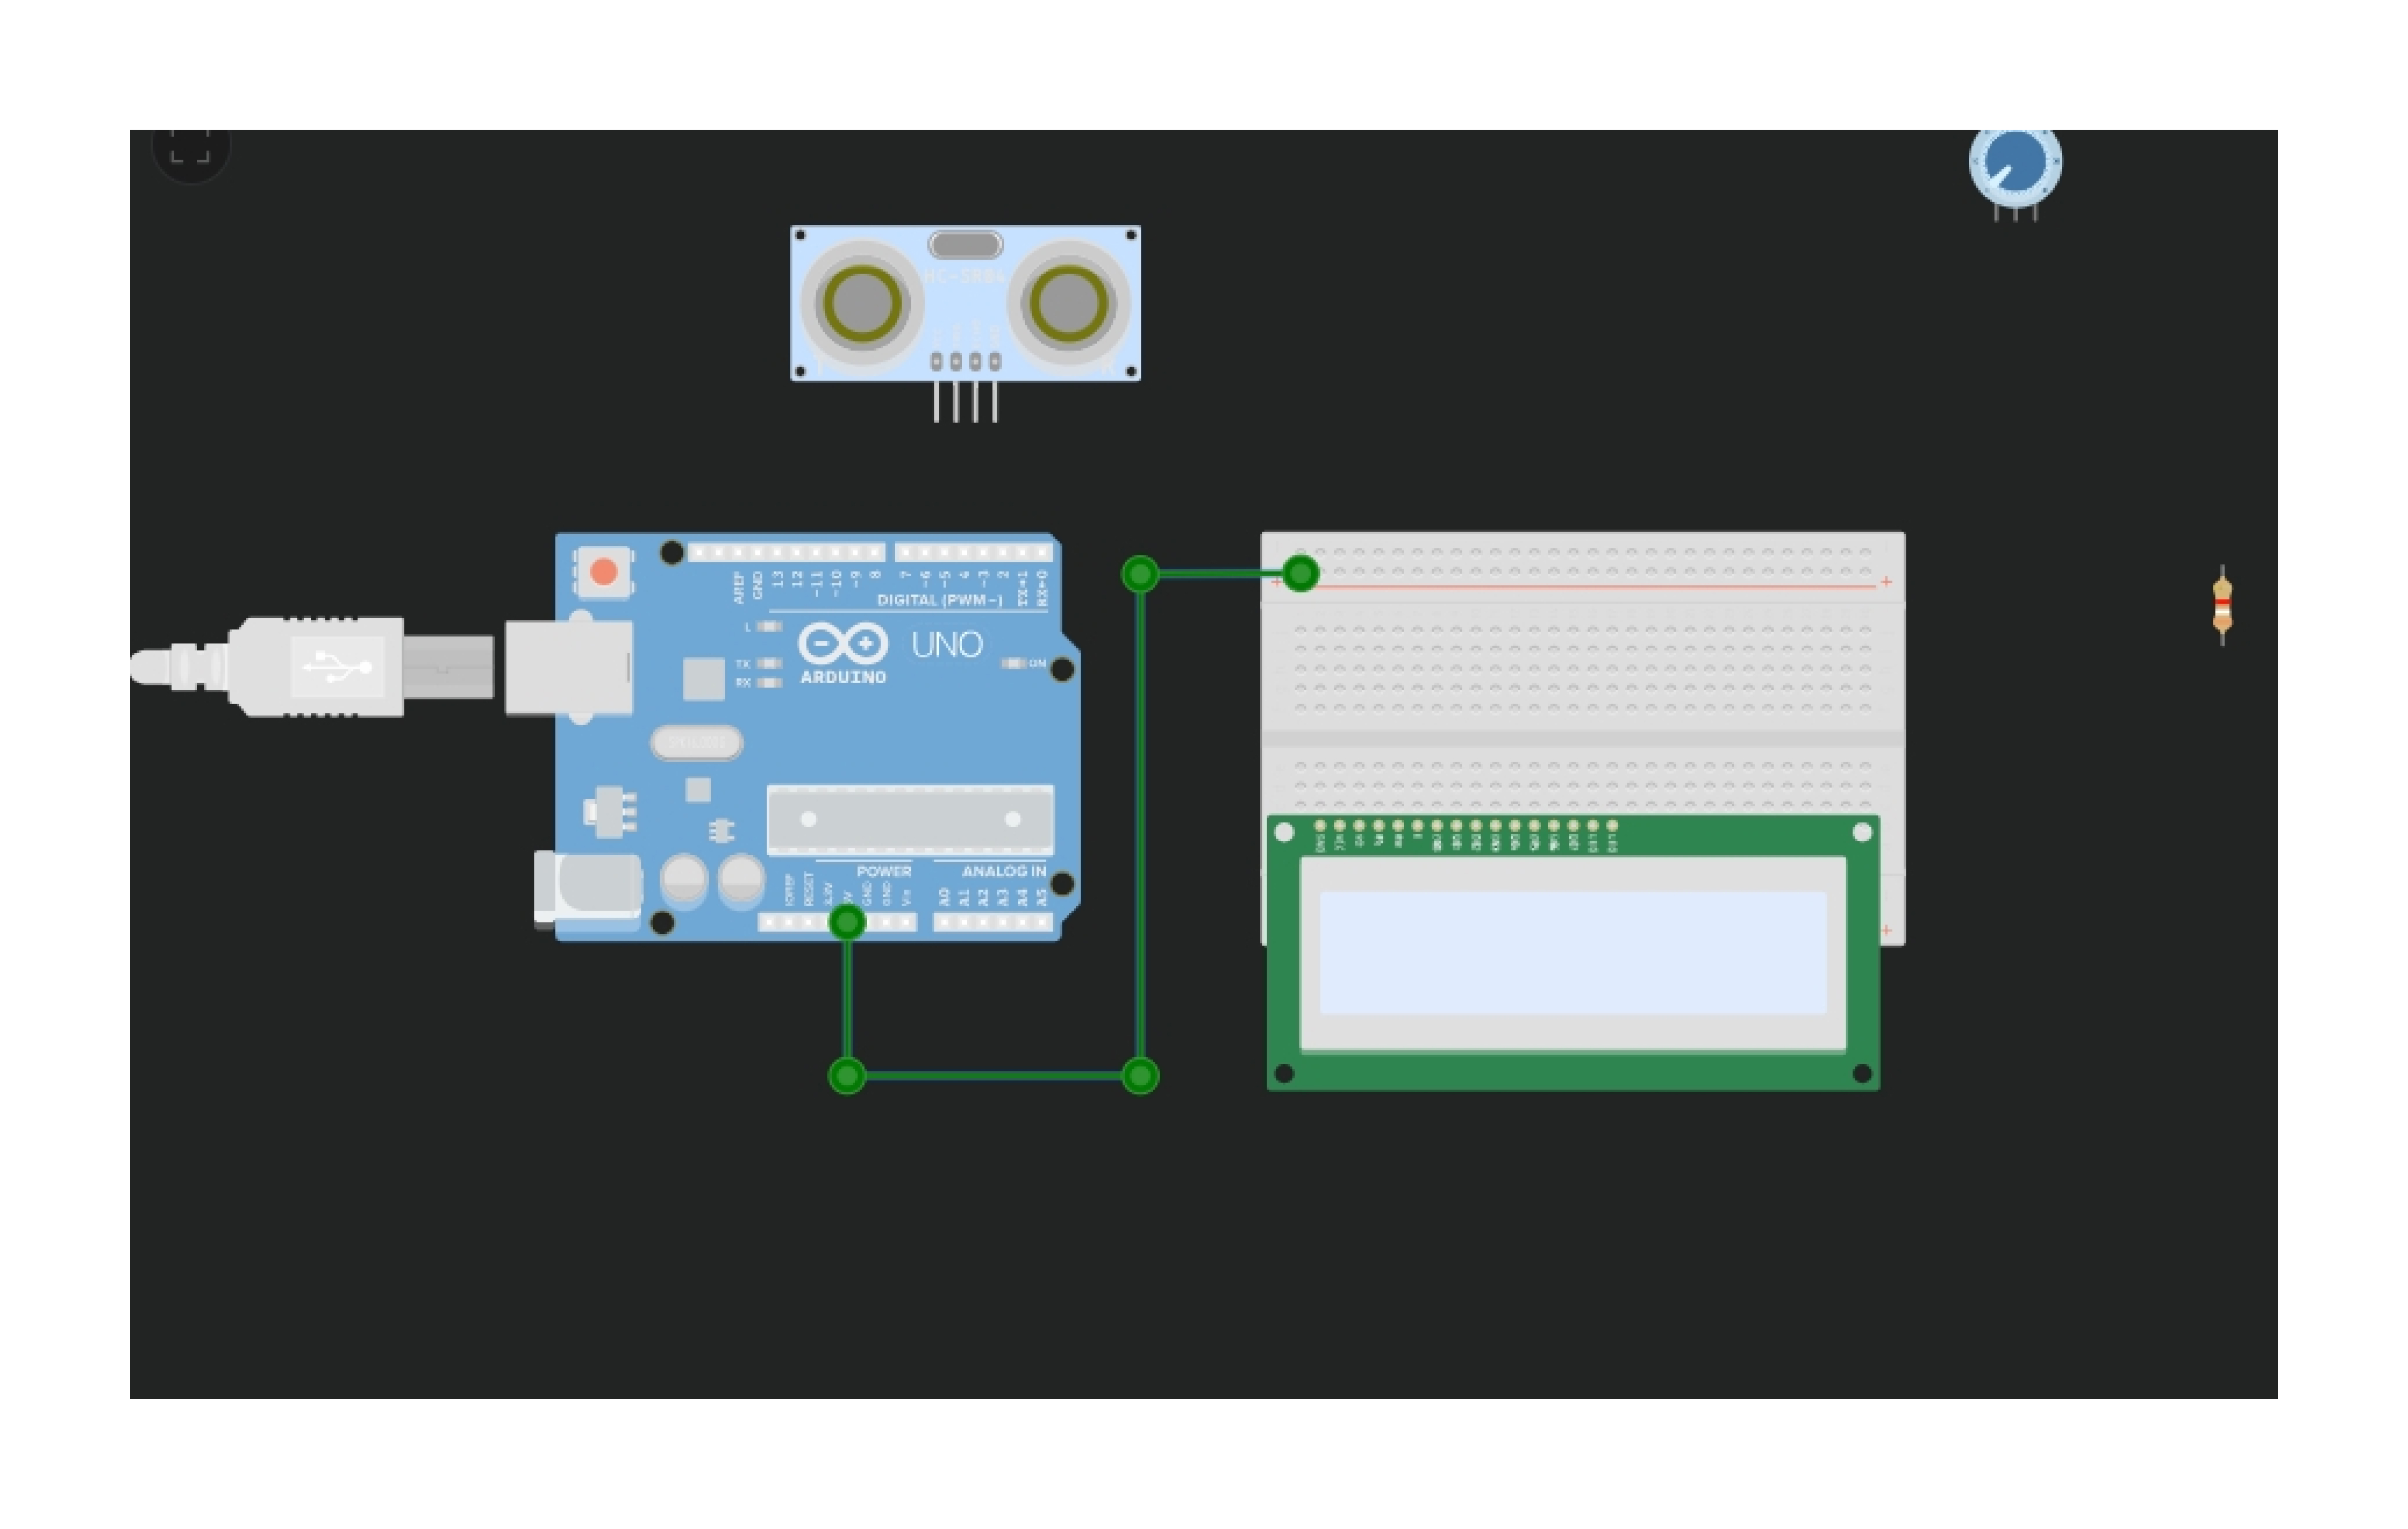 HC-SR04
AREF
GND
13
12
~11
~10
~9
8
7
~6
~5
4
~3
2
TX→1
RX←0
DIGITAL (PWM~)
L
TX
RX
ARDUINO
UNO
ON
POWER
ANALOG IN
IOREF
RESET
3.3V
5V
GND
GND
Vin
A0
A1
A2
A3
A4
A5
+
+
+
GND
VCC